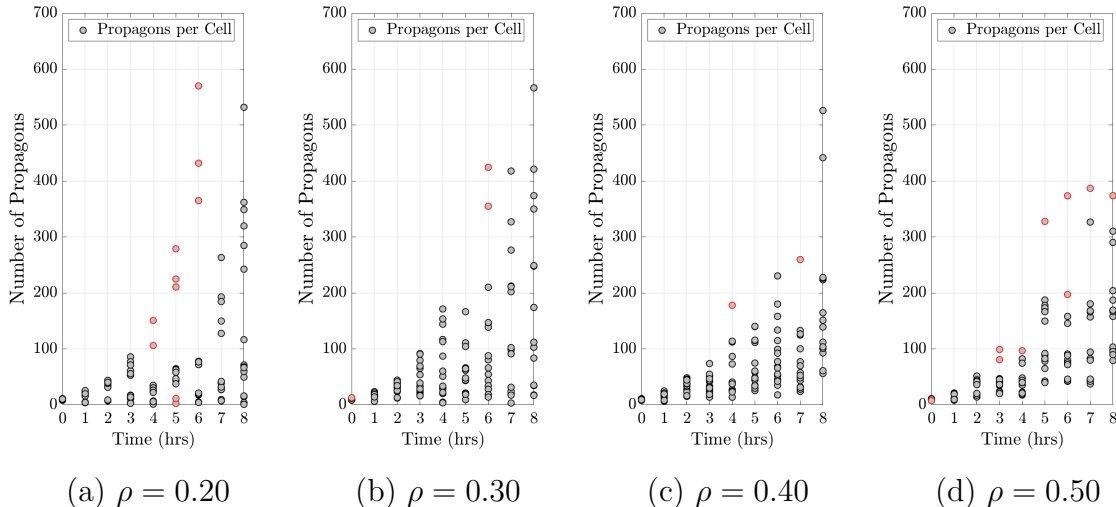 700
600
500
400
300
200
100
0
Number of Propagons
Propagons per Cell
0 1 2 3 4 5 6 7 8
Time (hrs)
(a) ρ = 0.20
700
600
500
400
300
200
100
0
Number of Propagons
Propagons per Cell
0 1 2 3 4 5 6 7 8
Time (hrs)
(b) ρ = 0.30
700
600
500
400
300
200
100
0
Number of Propagons
Propagons per Cell
0 1 2 3 4 5 6 7 8
Time (hrs)
(c) ρ = 0.40
700
600
500
400
300
200
100
0
Number of Propagons
Propagons per Cell
0 1 2 3 4 5 6 7 8
Time (hrs)
(d) ρ = 0.50